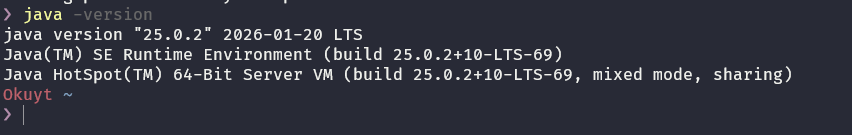 ❯ java -version
java version "25.0.2" 2026-01-20 LTS
Java(TM) SE Runtime Environment (build 25.0.2+10-LTS-69)
Java HotSpot(TM) 64-Bit Server VM (build 25.0.2+10-LTS-69, mixed mode, sharing)
Okuyt ~
❯